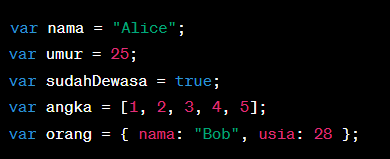 var nama = "Alice";
var umur = 25;
var sudahDewasa = true;
var angka = [1, 2, 3, 4, 5];
var orang = { nama: "Bob", usia: 28 };